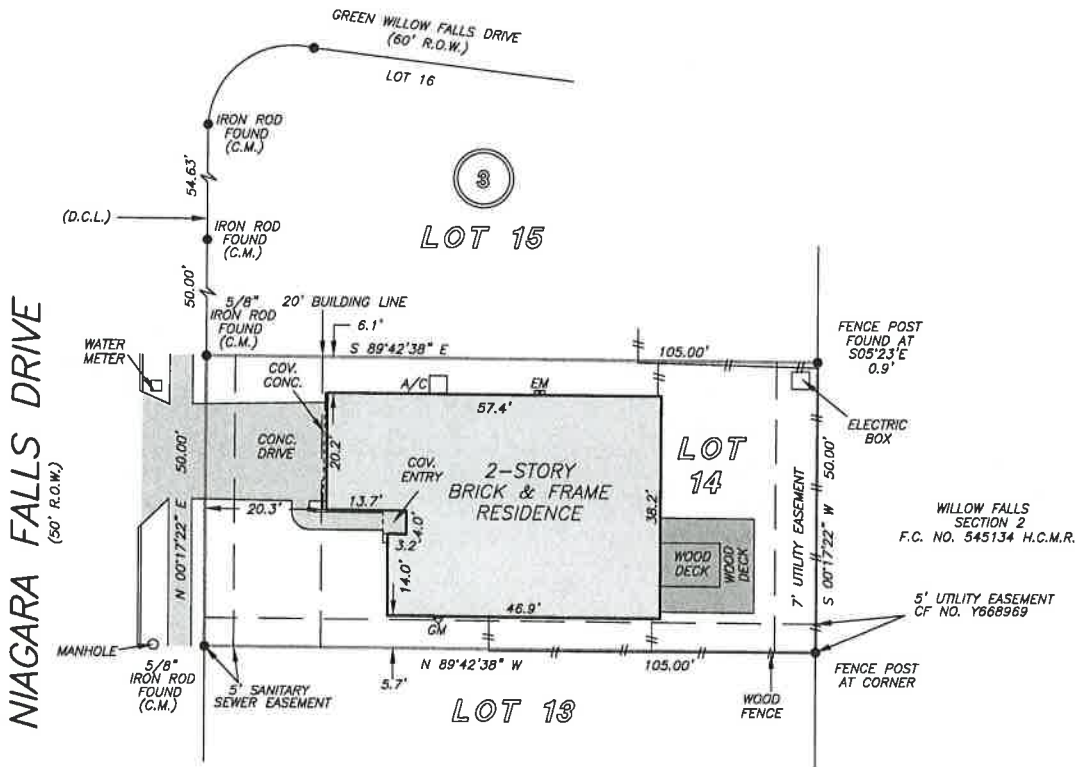 GREEN WILLOW FALLS DRIVE
(60' R.O.W.)
LOT 16
IRON ROD
FOUND
(C.M.)
54.63'
3
(D.C.L.)
IRON ROD
FOUND
(C.M.)
LOT 15
50.00'
NIAGARA FALLS DRIVE
(50' R.O.W.)
5/8"
IRON ROD
FOUND
(C.M.)
20' BUILDING LINE
6.1'
S 89°42'38" E
105.00'
FENCE POST
FOUND AT
S05°23'E
0.9'
WATER
METER
COV.
CONC.
A/C
EM
57.4'
ELECTRIC
BOX
CONC.
DRIVE
20.2'
COV.
ENTRY
2-STORY
BRICK & FRAME
RESIDENCE
LOT
14
N 00°17'22" E 50.00'
20.3'
13.7'
4.0'
3.2'
14.0'
38.2'
WOOD
DECK
WOOD
DECK
7' UTILITY EASEMENT
S 00°17'22" W 50.00'
WILLOW FALLS
SECTION 2
F.C. NO. 545134 H.C.M.R.
46.9'
GM
5' UTILITY EASEMENT
CF NO. Y668969
MANHOLE
5/8"
IRON ROD
FOUND
(C.M.)
5' SANITARY
SEWER EASEMENT
5.7'
N 89°42'38" W
105.00'
WOOD
FENCE
FENCE POST
AT CORNER
LOT 13